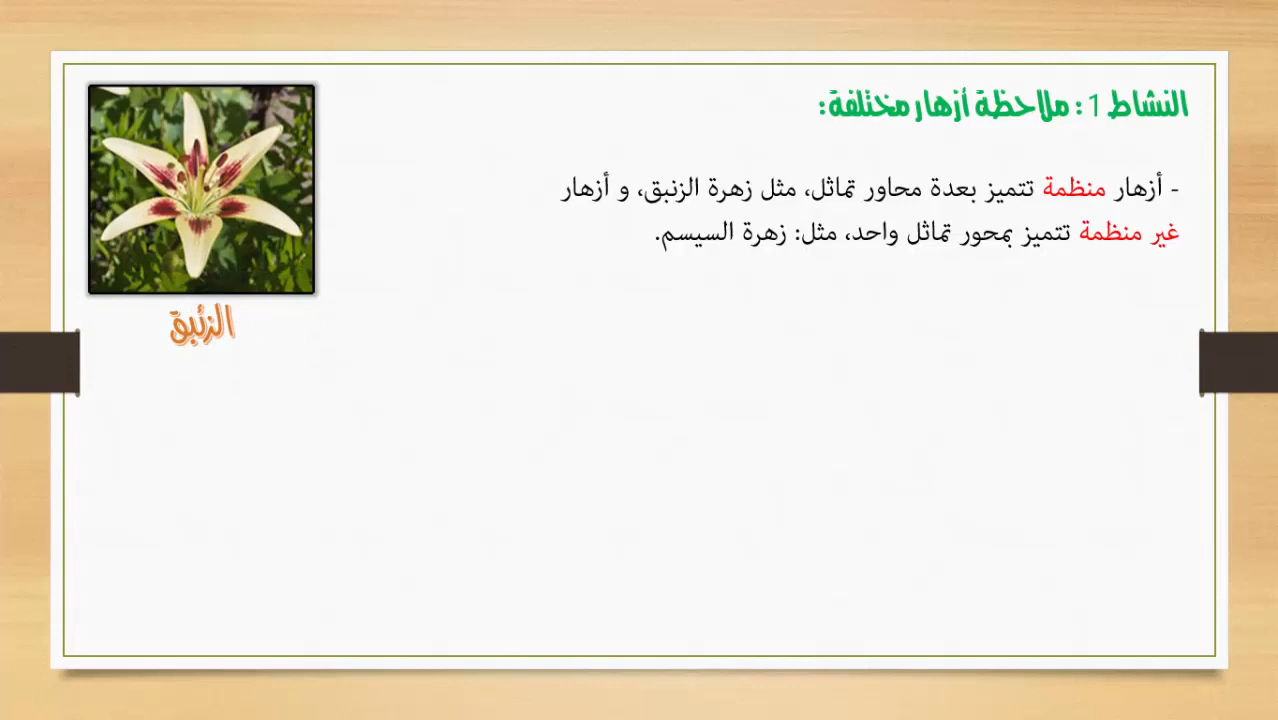 النشاط 1 : ملاحظة أزهار مختلفة:
- أزهار منظمة تتميز بعدة محاور تماثل، مثل زهرة الزنبق، و أزهار
غير منظمة تتميز بمحور تماثل واحد، مثل: زهرة السيسم.
الزئبق